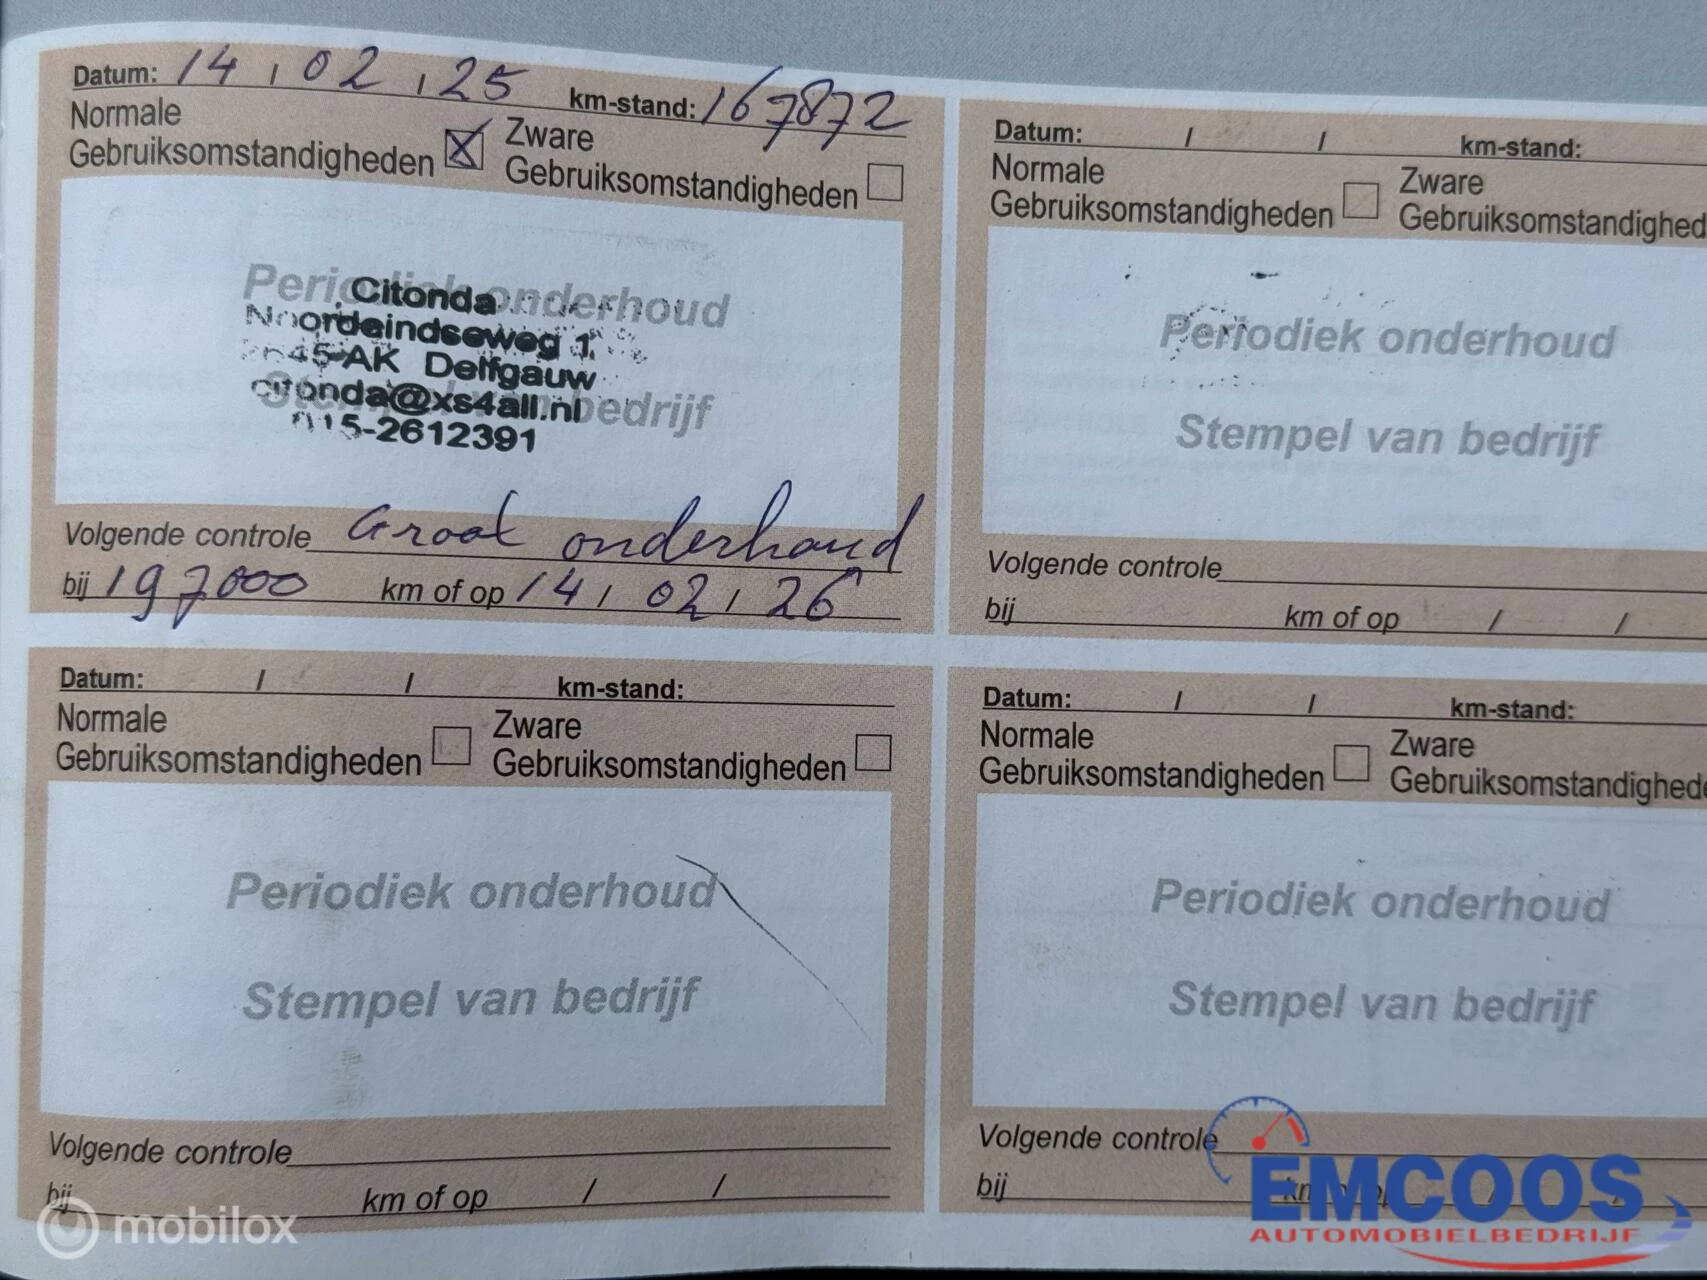 Datum: 14 / 02 / 25 km-stand: 167872
Normale
Gebruiksomstandigheden
Zware
Gebruiksomstandigheden
Periodiek onderhoud
Stempel van bedrijf
Citonda
Noordeindseweg 1
AK Delfgauw
citonda@xs4all.nl
015-2612391
Volgende controle Groot onderhoud
bij 197000 km of op 14 / 02 / 26
Datum: / / km-stand:
Normale
Gebruiksomstandigheden
Zware
Gebruiksomstandighed
Periodiek onderhoud
Stempel van bedrijf
Volgende controle
bij km of op / /
Datum: / / km-stand:
Normale
Gebruiksomstandigheden
Zware
Gebruiksomstandigheden
Periodiek onderhoud
Stempel van bedrijf
Volgende controle
bij km of op / /
Datum: / / km-stand:
Normale
Gebruiksomstandigheden
Zware
Gebruiksomstandighede
Periodiek onderhoud
Stempel van bedrijf
Volgende controle
bij km op
mobilox
EMCOOS
AUTOMOBIELBEDRIJF